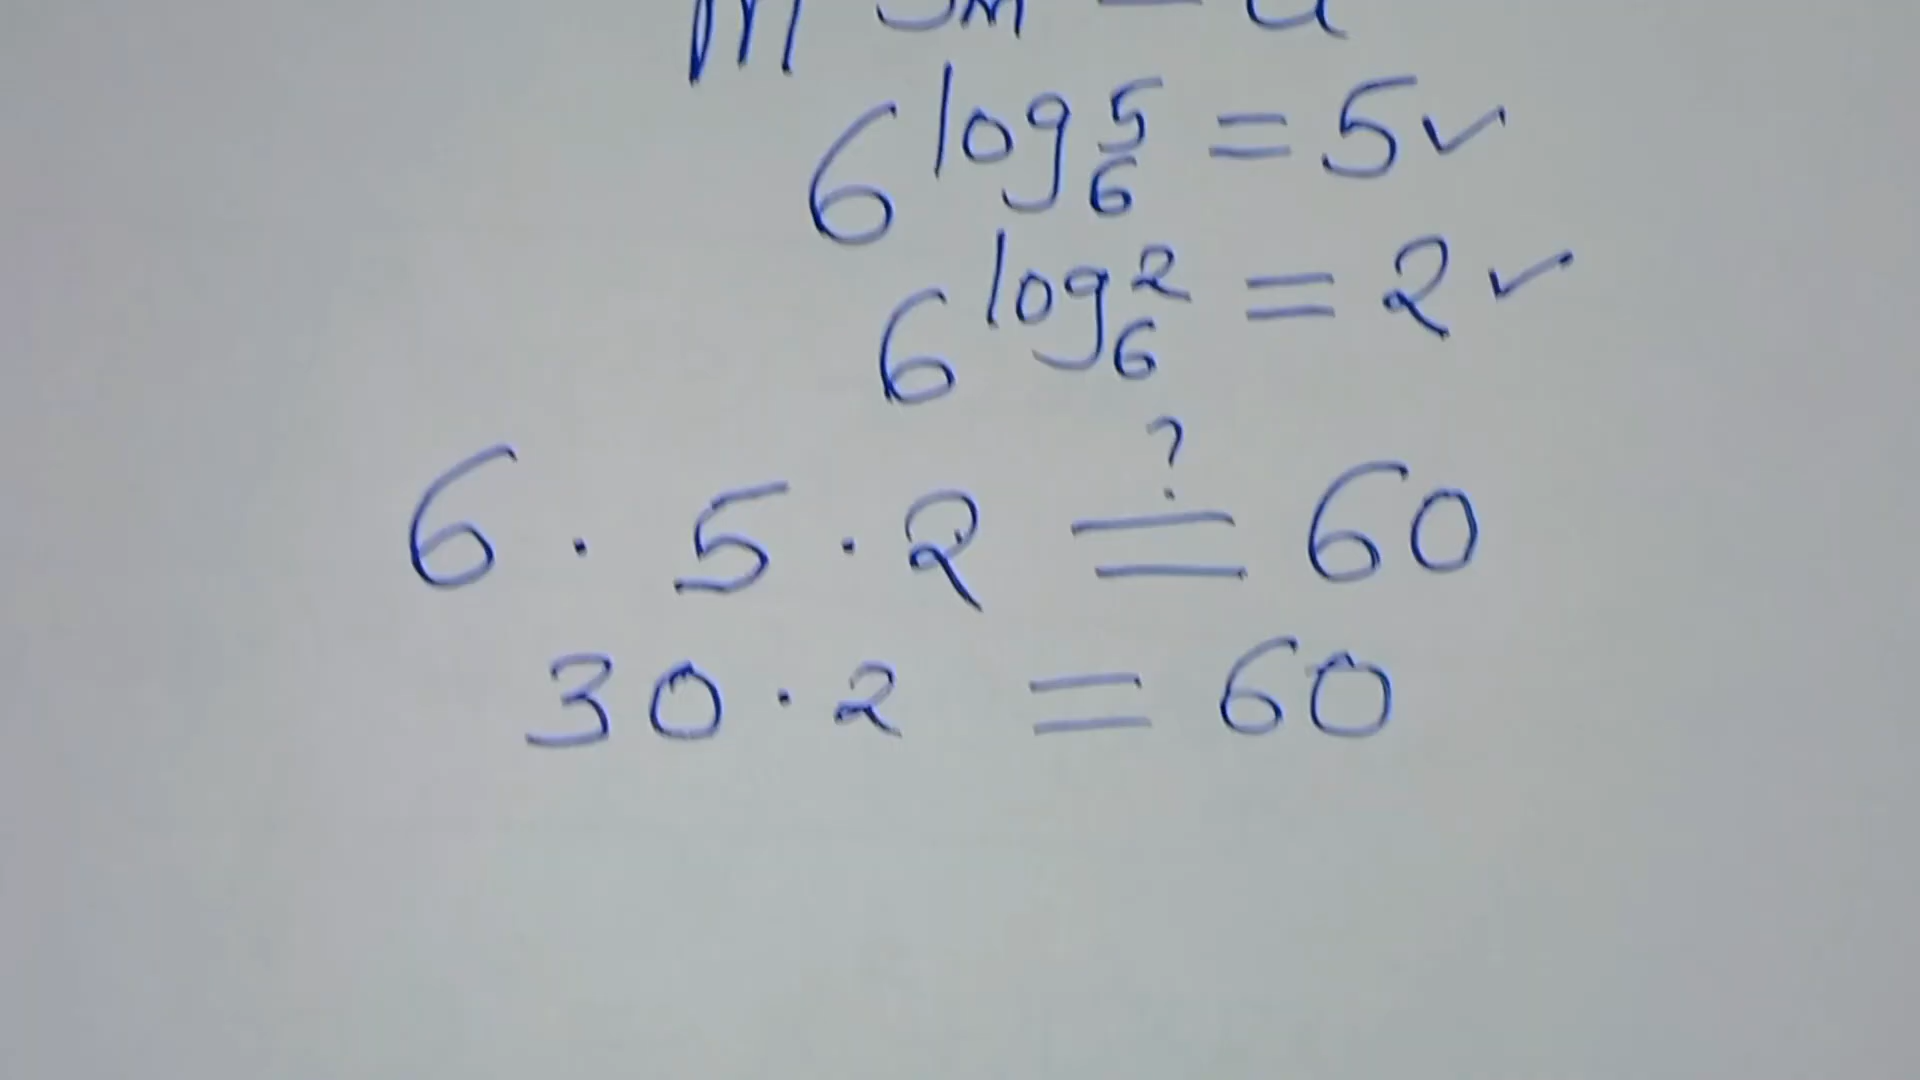 6^log_6 5 = 5 ✓
6^log_6 2 = 2 ✓
6 · 5 · 2 =? 60
30 · 2 = 60